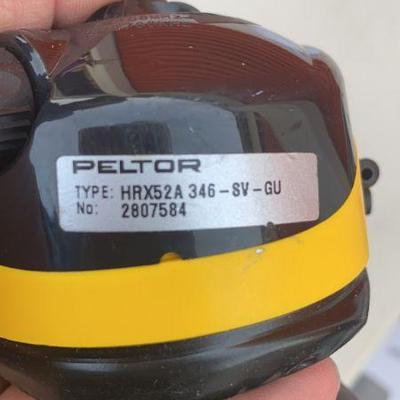 PELTOR
TYPE: HRX52A 346-SV-GU
No: 2807584